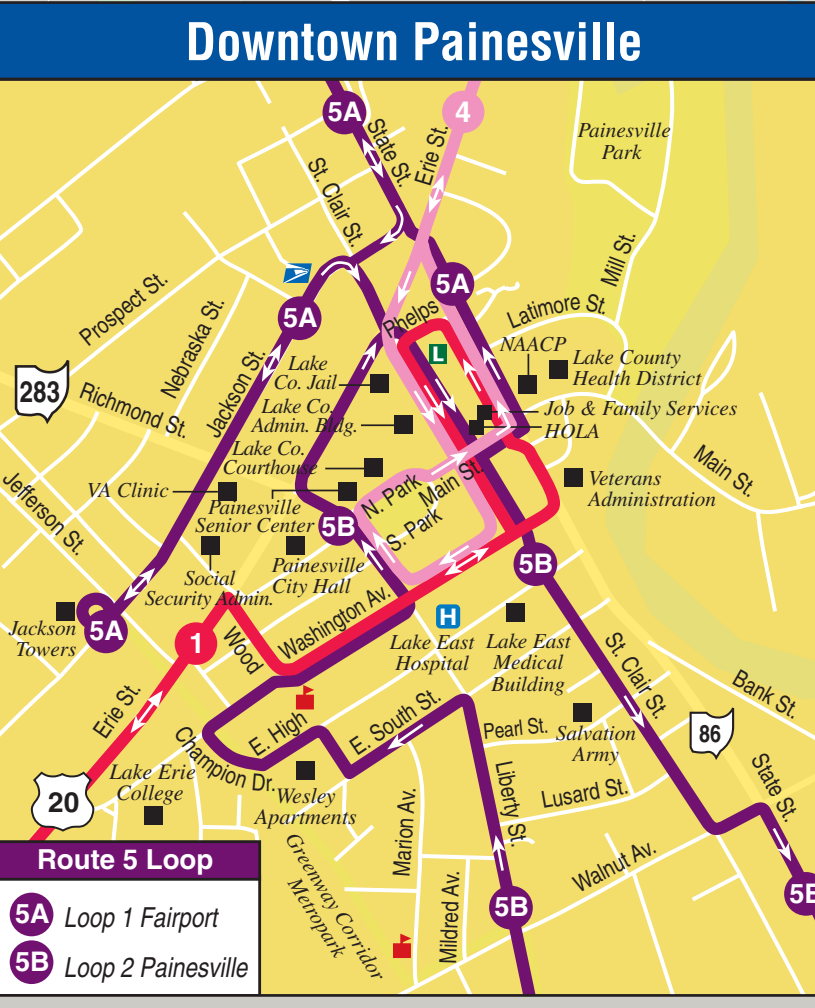 Downtown Painesville
5A
4
State St.
Erie St.
St. Clair St.
Painesville
Park
Mill St.
5A
Prospect St.
5A
Phelps
Latimore St.
Nebraska St.
NAACP
L
Lake
Co. Jail
Lake County
Health District
283
Richmond St.
Jackson St.
Lake Co.
Admin. Bldg.
Job & Family Services
HOLA
Lake Co.
Courthouse
Main St.
Main St.
Jefferson St.
VA Clinic
N. Park
Veterans
Administration
Painesville
Senior Center
5B
S. Park
Social
Security Admin.
Painesville
City Hall
5B
Jackson
Towers
5A
1
Wood
Washington Av.
H
Lake East
Hospital
Lake East
Medical
Building
St. Clair St.
Bank St.
Erie St.
E. High
E. South St.
Pearl St.
Salvation
Army
86
Champion Dr.
Lake Erie
College
20
Wesley
Apartments
Liberty St.
Lusard St.
State St.
Marion Av.
Walnut Av.
Greenway Corridor
Metropark
Mildred Av.
5B
5B
Route 5 Loop
5A Loop 1 Fairport
5B Loop 2 Painesville